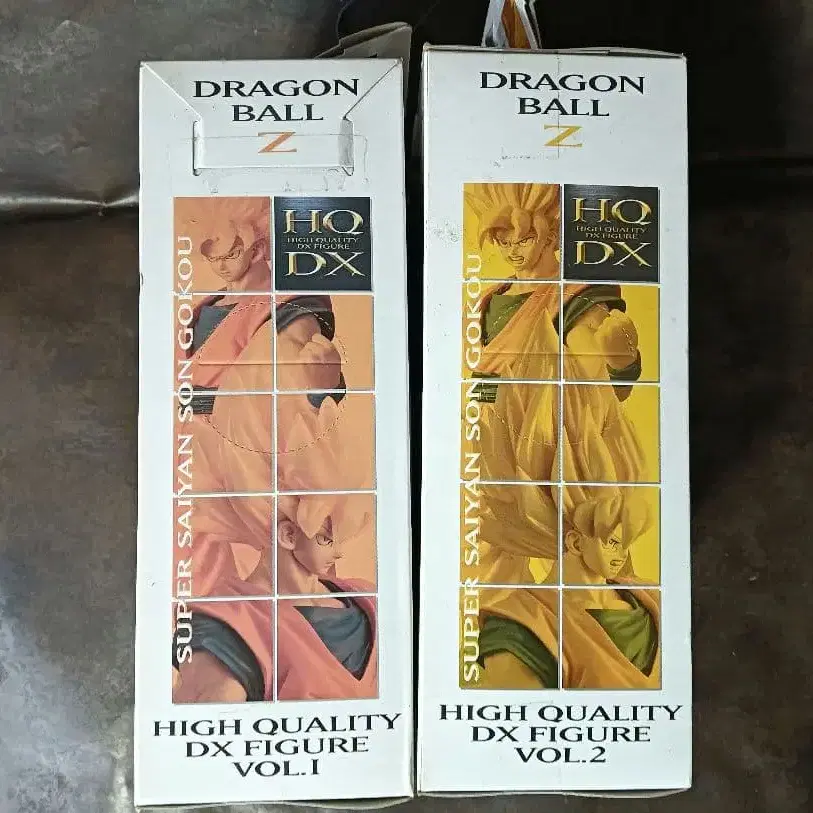 DRAGON
BALL
Z
HQ
HIGH QUALITY
DX FIGURE
DX
SUPER SAIYAN SON GOKOU
HIGH QUALITY
DX FIGURE
VOL.1
DRAGON
BALL
Z
HQ
HIGH QUALITY
DX FIGURE
DX
SUPER SAIYAN SON GOKOU
HIGH QUALITY
DX FIGURE
VOL.2